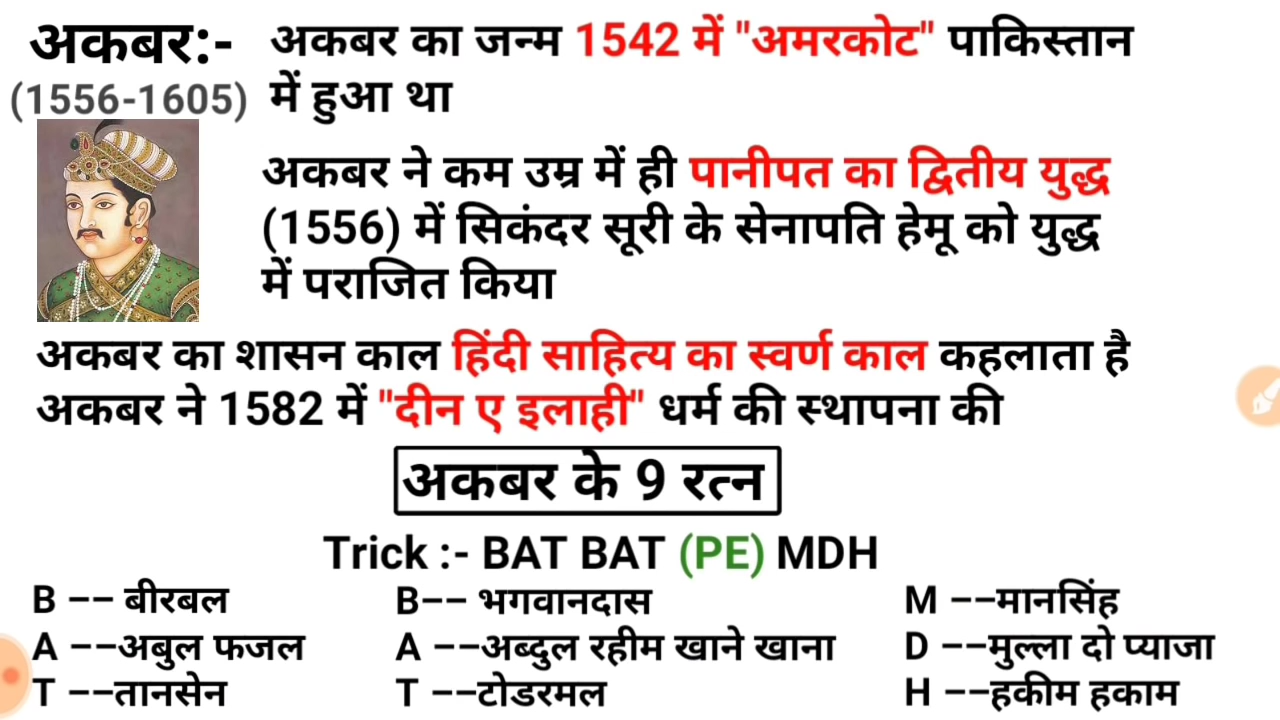 अकबर:- अकबर का जन्म 1542 में "अमरकोट" पाकिस्तान
(1556-1605) में हुआ था
अकबर ने कम उम्र में ही पानीपत का द्वितीय युद्ध
(1556) में सिकंदर सूरी के सेनापति हेमू को युद्ध
में पराजित किया
अकबर का शासन काल हिंदी साहित्य का स्वर्ण काल कहलाता है
अकबर ने 1582 में "दीन ए इलाही" धर्म की स्थापना की
अकबर के 9 रत्न
Trick :- BAT BAT (PE) MDH
B -- बीरबल B-- भगवानदास M --मानसिंह
A --अबुल फजल A --अब्दुल रहीम खाने खाना D --मुल्ला दो प्याजा
T --तानसेन T --टोडरमल H --हकीम हकाम